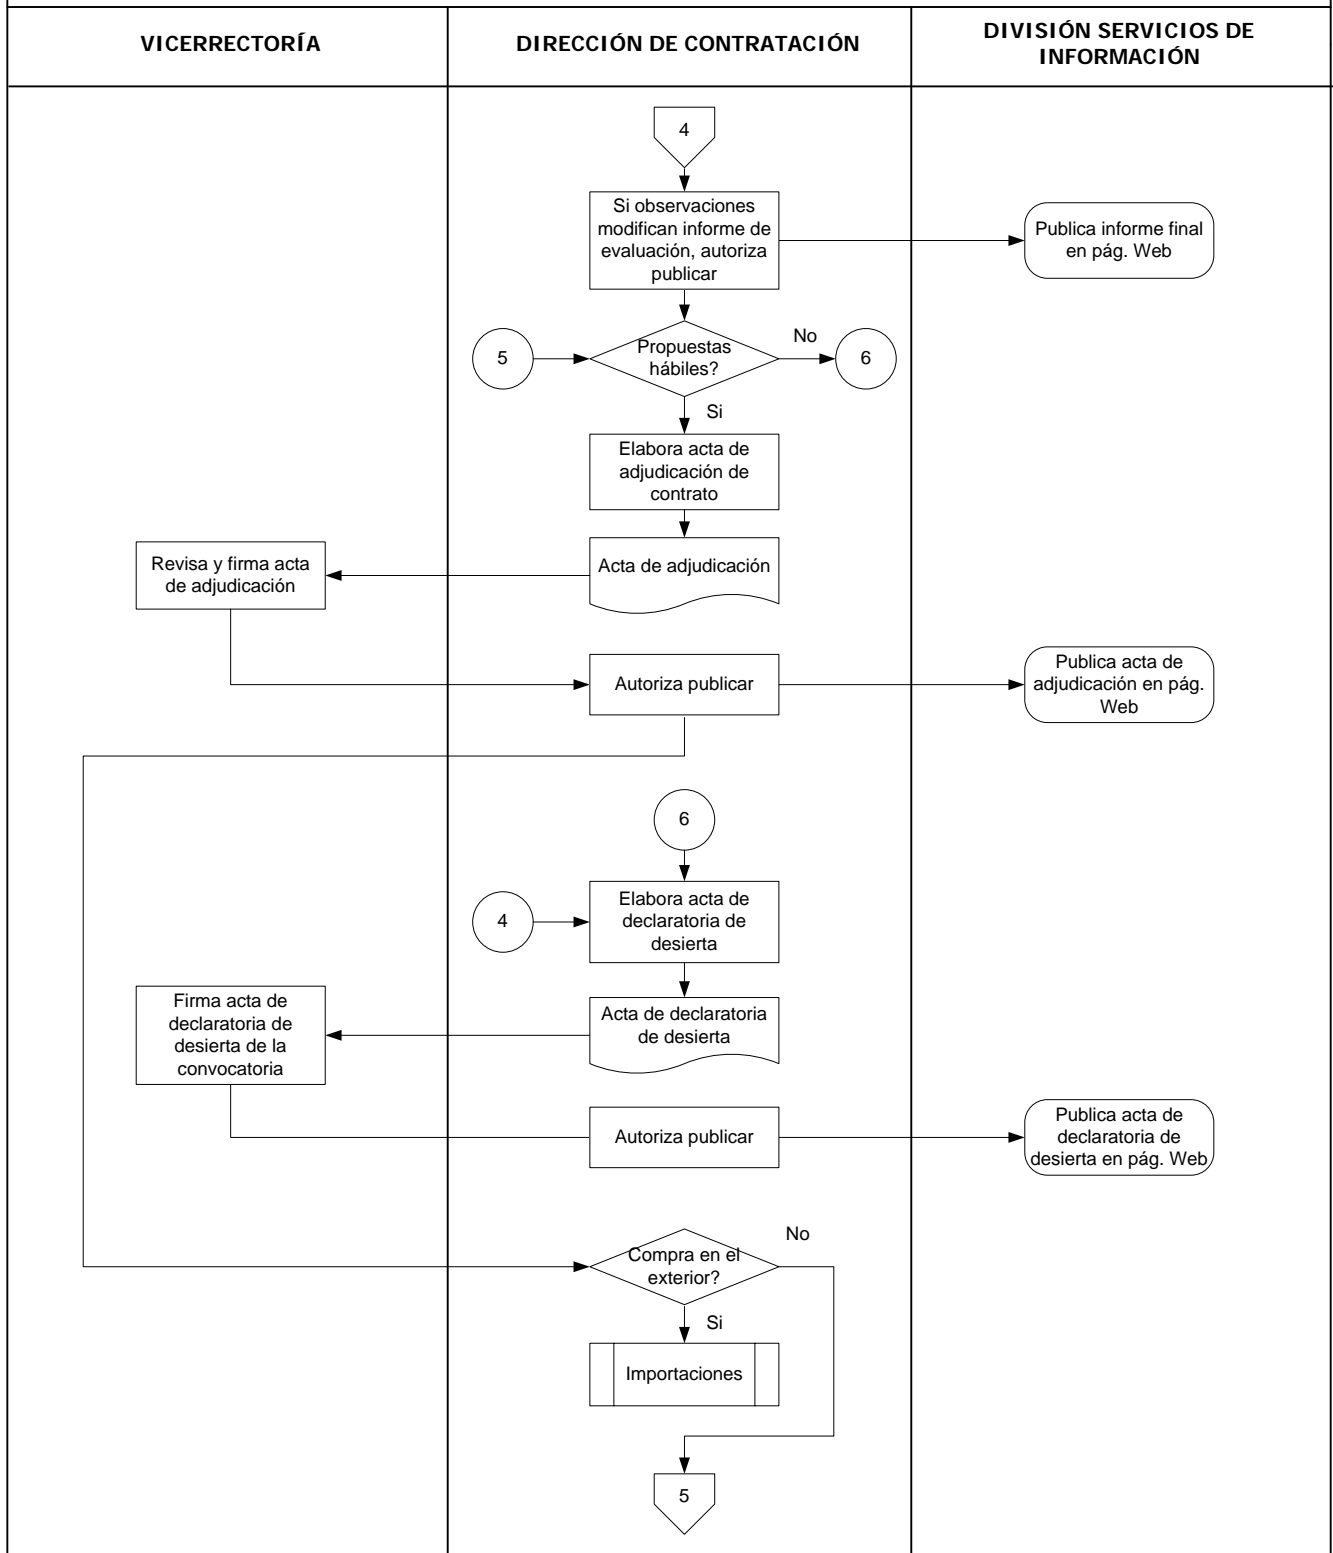 VICERRECTORÍA
DIRECCIÓN DE CONTRATACIÓN
DIVISIÓN SERVICIOS DE
INFORMACIÓN
4
Si observaciones
modifican informe de
evaluación, autoriza
publicar
Publica informe final
en pág. Web
5
Propuestas
hábiles?
No
6
Si
Elabora acta de
adjudicación de
contrato
Revisa y firma acta
de adjudicación
Acta de adjudicación
Autoriza publicar
Publica acta de
adjudicación en pág.
Web
6
4
Elabora acta de
declaratoria de
desierta
Firma acta de
declaratoria de
desierta de la
convocatoria
Acta de declaratoria
de desierta
Autoriza publicar
Publica acta de
declaratoria de
desierta en pág. Web
Compra en el
exterior?
No
Si
Importaciones
5